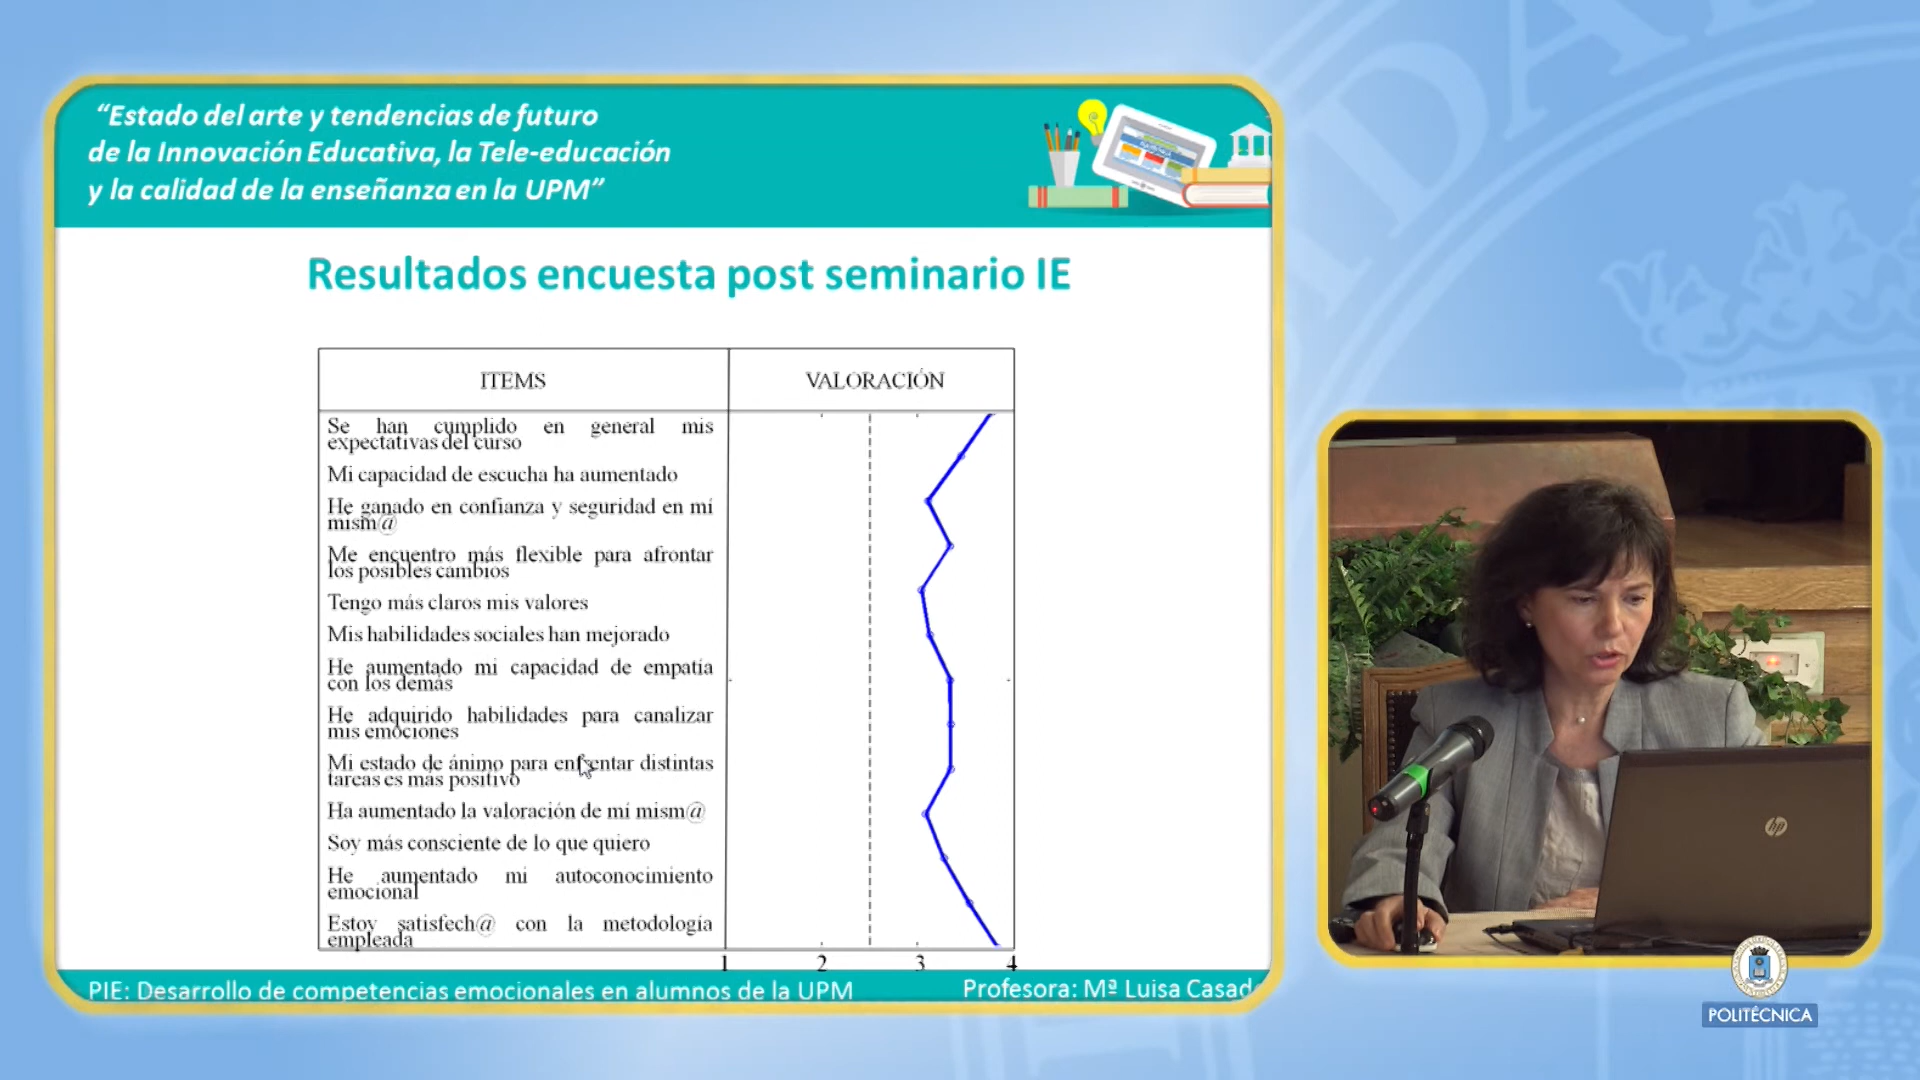 “Estado del arte y tendencias de futuro
de la Innovación Educativa, la Tele-educación
y la calidad de la enseñanza en la UPM”
Resultados encuesta post seminario IE
ITEMS
VALORACIÓN
Se han cumplido en general mis
expectativas del curso
Mi capacidad de escucha ha aumentado
He ganado en confianza y seguridad en mí
mism@
Me encuentro más flexible para afrontar
los posibles cambios
Tengo más claros mis valores
Mis habilidades sociales han mejorado
He aumentado mi capacidad de empatía
con los demás
He adquirido habilidades para canalizar
mis emociones
Mi estado de ánimo para enfrentar distintas
tareas es más positivo
Ha aumentado la valoración de mi mism@
Soy más consciente de lo que quiero
He aumentado mi autoconocimiento
emocional
Estoy satisfech@ con la metodología
empleada
1 2 3 4
PIE: Desarrollo de competencias emocionales en alumnos de la UPM
Profesora: Mª Luisa Casad
hp
POLITÉCNICA